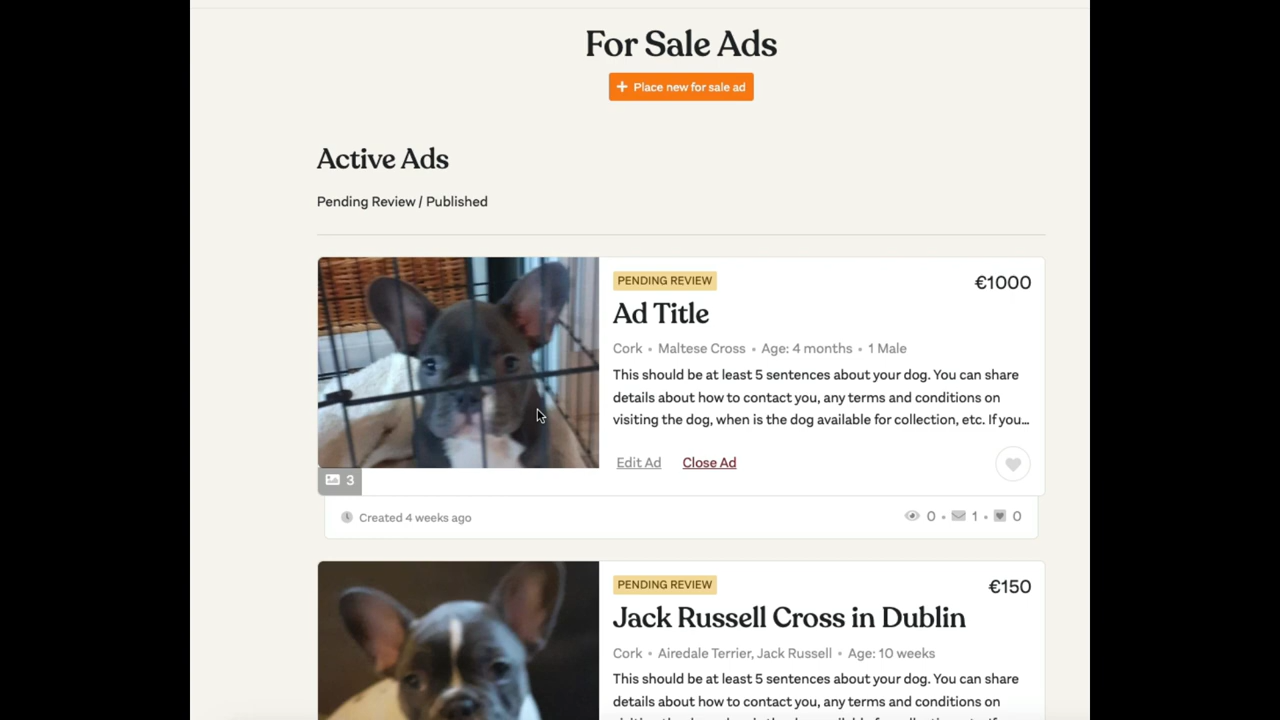 For Sale Ads
+ Place new for sale ad
Active Ads
Pending Review / Published
PENDING REVIEW
€1000
Ad Title
Cork • Maltese Cross • Age: 4 months • 1 Male
This should be at least 5 sentences about your dog. You can share
details about how to contact you, any terms and conditions on
visiting the dog, when is the dog available for collection, etc. If you...
Edit Ad Close Ad
3
Created 4 weeks ago
0 • 1 • 0
PENDING REVIEW
€150
Jack Russell Cross in Dublin
Cork • Airedale Terrier, Jack Russell • Age: 10 weeks
This should be at least 5 sentences about your dog. You can share
details about how to contact you, any terms and conditions on